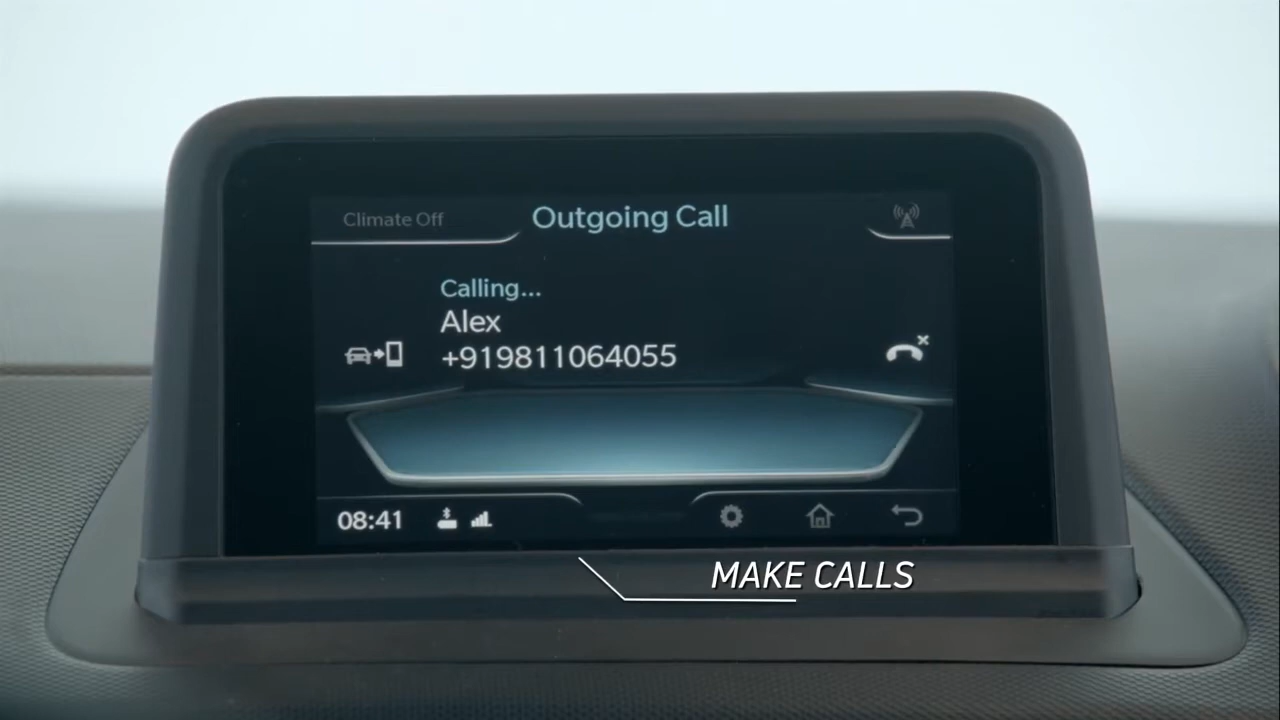 Climate Off
Outgoing Call
Calling...
Alex
+919811064055
08:41
MAKE CALLS